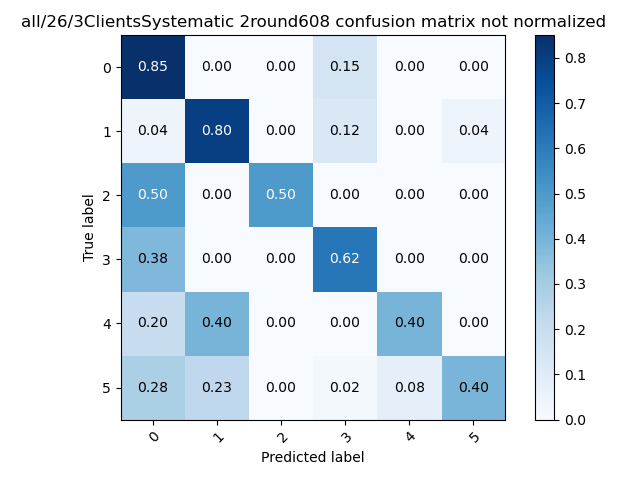 all/26/3ClientsSystematic 2round608 confusion matrix not normalized
0 0.85 0.00 0.00 0.15 0.00 0.00
1 0.04 0.80 0.00 0.12 0.00 0.04
2 0.50 0.00 0.50 0.00 0.00 0.00
3 0.38 0.00 0.00 0.62 0.00 0.00
4 0.20 0.40 0.00 0.00 0.40 0.00
5 0.28 0.23 0.00 0.02 0.08 0.40
0 1 2 3 4 5
True label
Predicted label
0.8
0.7
0.6
0.5
0.4
0.3
0.2
0.1
0.0